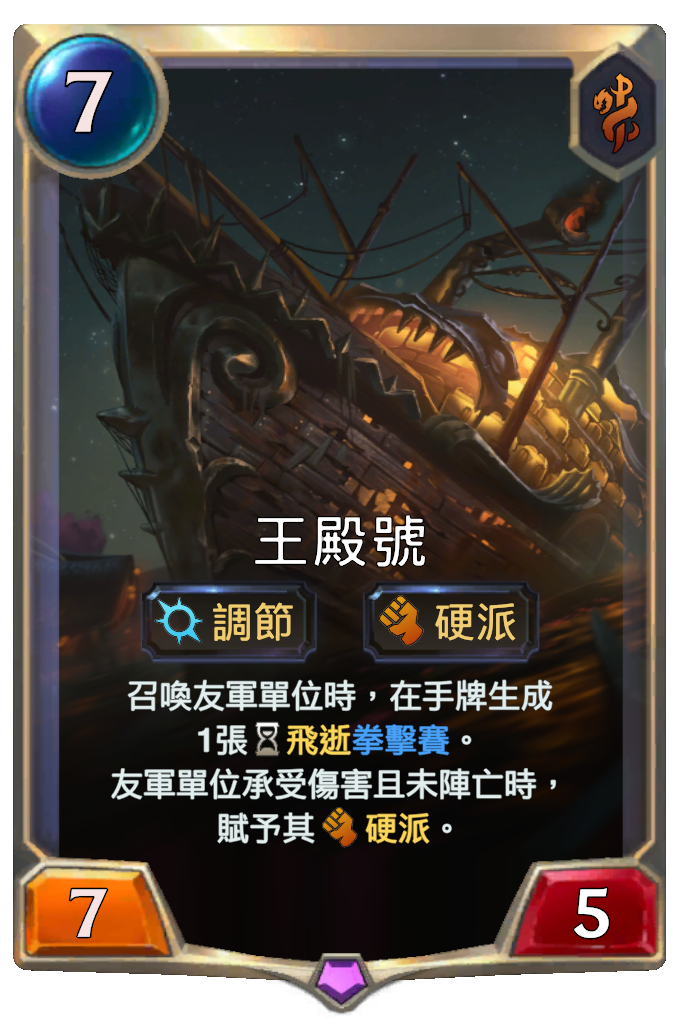 7
王殿號
調節
硬派
召喚友軍單位時，在手牌生成
1張飛逝拳擊賽。
友軍單位承受傷害且未陣亡時，
賦予其硬派。
7
5